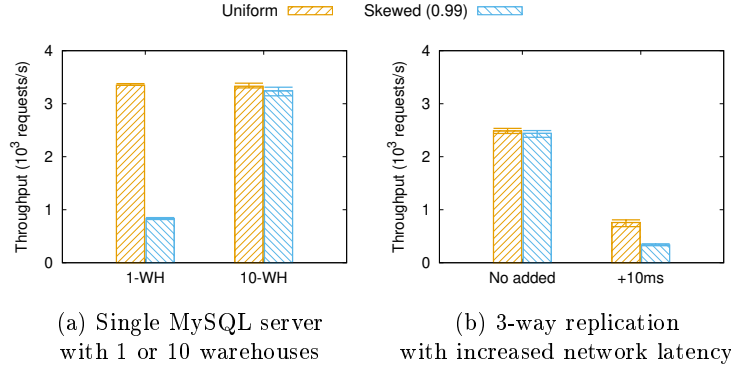 Uniform Skewed (0.99)
Throughput (10³ requests/s)
4
3
2
1
0
1-WH 10-WH
(a) Single MySQL server
with 1 or 10 warehouses
Throughput (10³ requests/s)
4
3
2
1
0
No added +10ms
(b) 3-way replication
with increased network latency